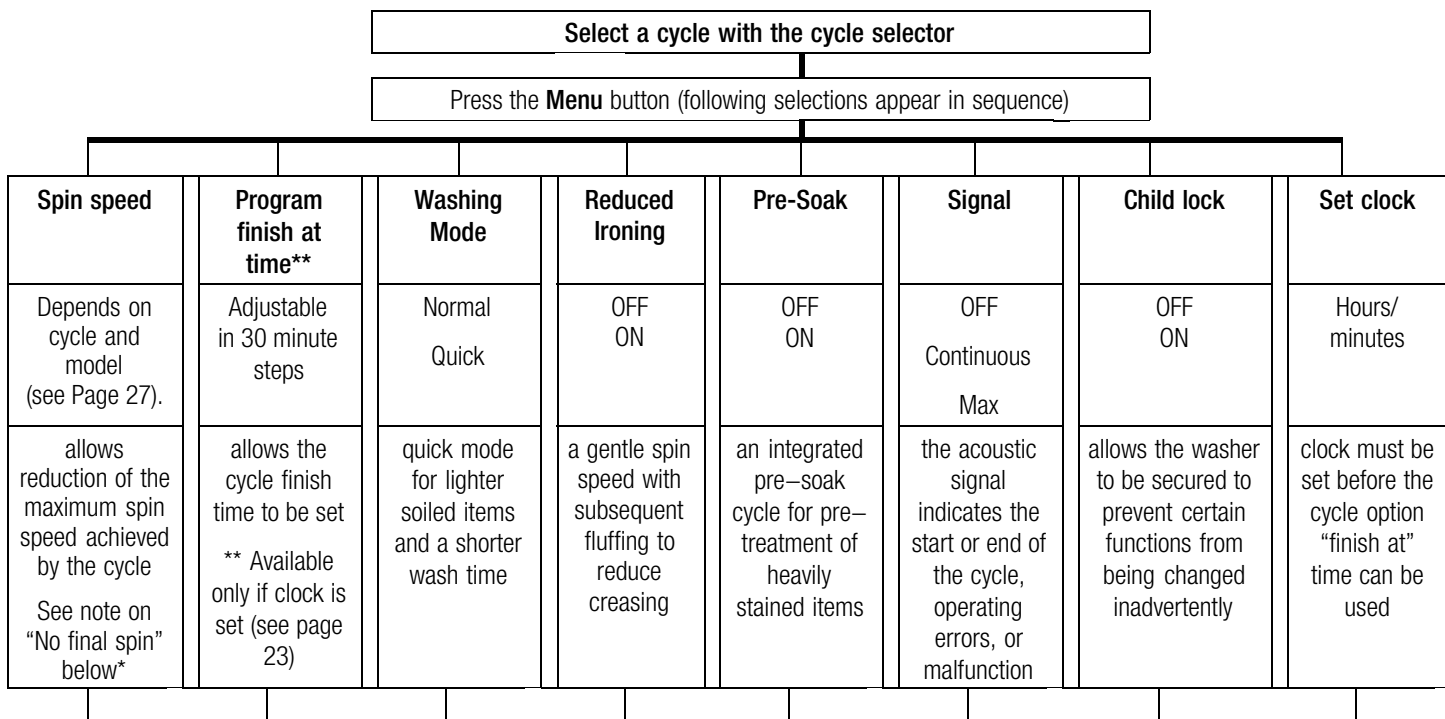 Select a cycle with the cycle selector
Press the Menu button (following selections appear in sequence)
Spin speed
Depends on
cycle and
model
(see Page 27).
allows
reduction of the
maximum spin
speed achieved
by the cycle
See note on
“No final spin”
below*
Program
finish at
time**
Adjustable
in 30 minute
steps
allows the
cycle finish
time to be set
** Available
only if clock is
set (see page
23)
Washing
Mode
Normal
Quick
quick mode
for lighter
soiled items
and a shorter
wash time
Reduced
Ironing
OFF
ON
a gentle spin
speed with
subsequent
fluffing to
reduce
creasing
Pre-Soak
OFF
ON
an integrated
pre–soak
cycle for pre–
treatment of
heavily
stained items
Signal
OFF
Continuous
Max
the acoustic
signal
indicates the
start or end of
the cycle,
operating
errors, or
malfunction
Child lock
OFF
ON
allows the washer
to be secured to
prevent certain
functions from
being changed
inadvertently
Set clock
Hours/
minutes
clock must be
set before the
cycle option
“finish at”
time can be
used